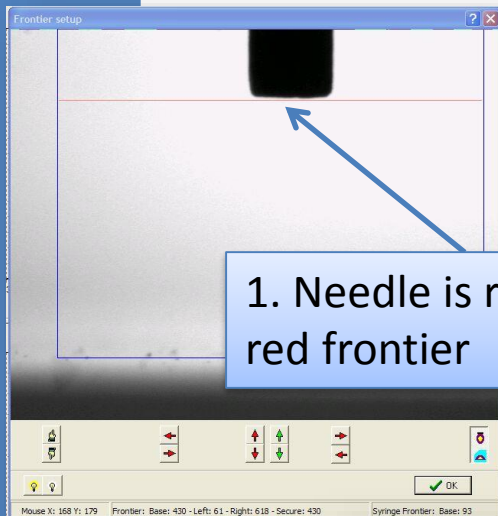 Frontier setup
1. Needle is
red frontier
OK
Mouse X: 168 Y: 179 Frontier: Base: 430 - Left: 61 - Right: 618 - Secure: 430 Syringe Frontier: Base: 93